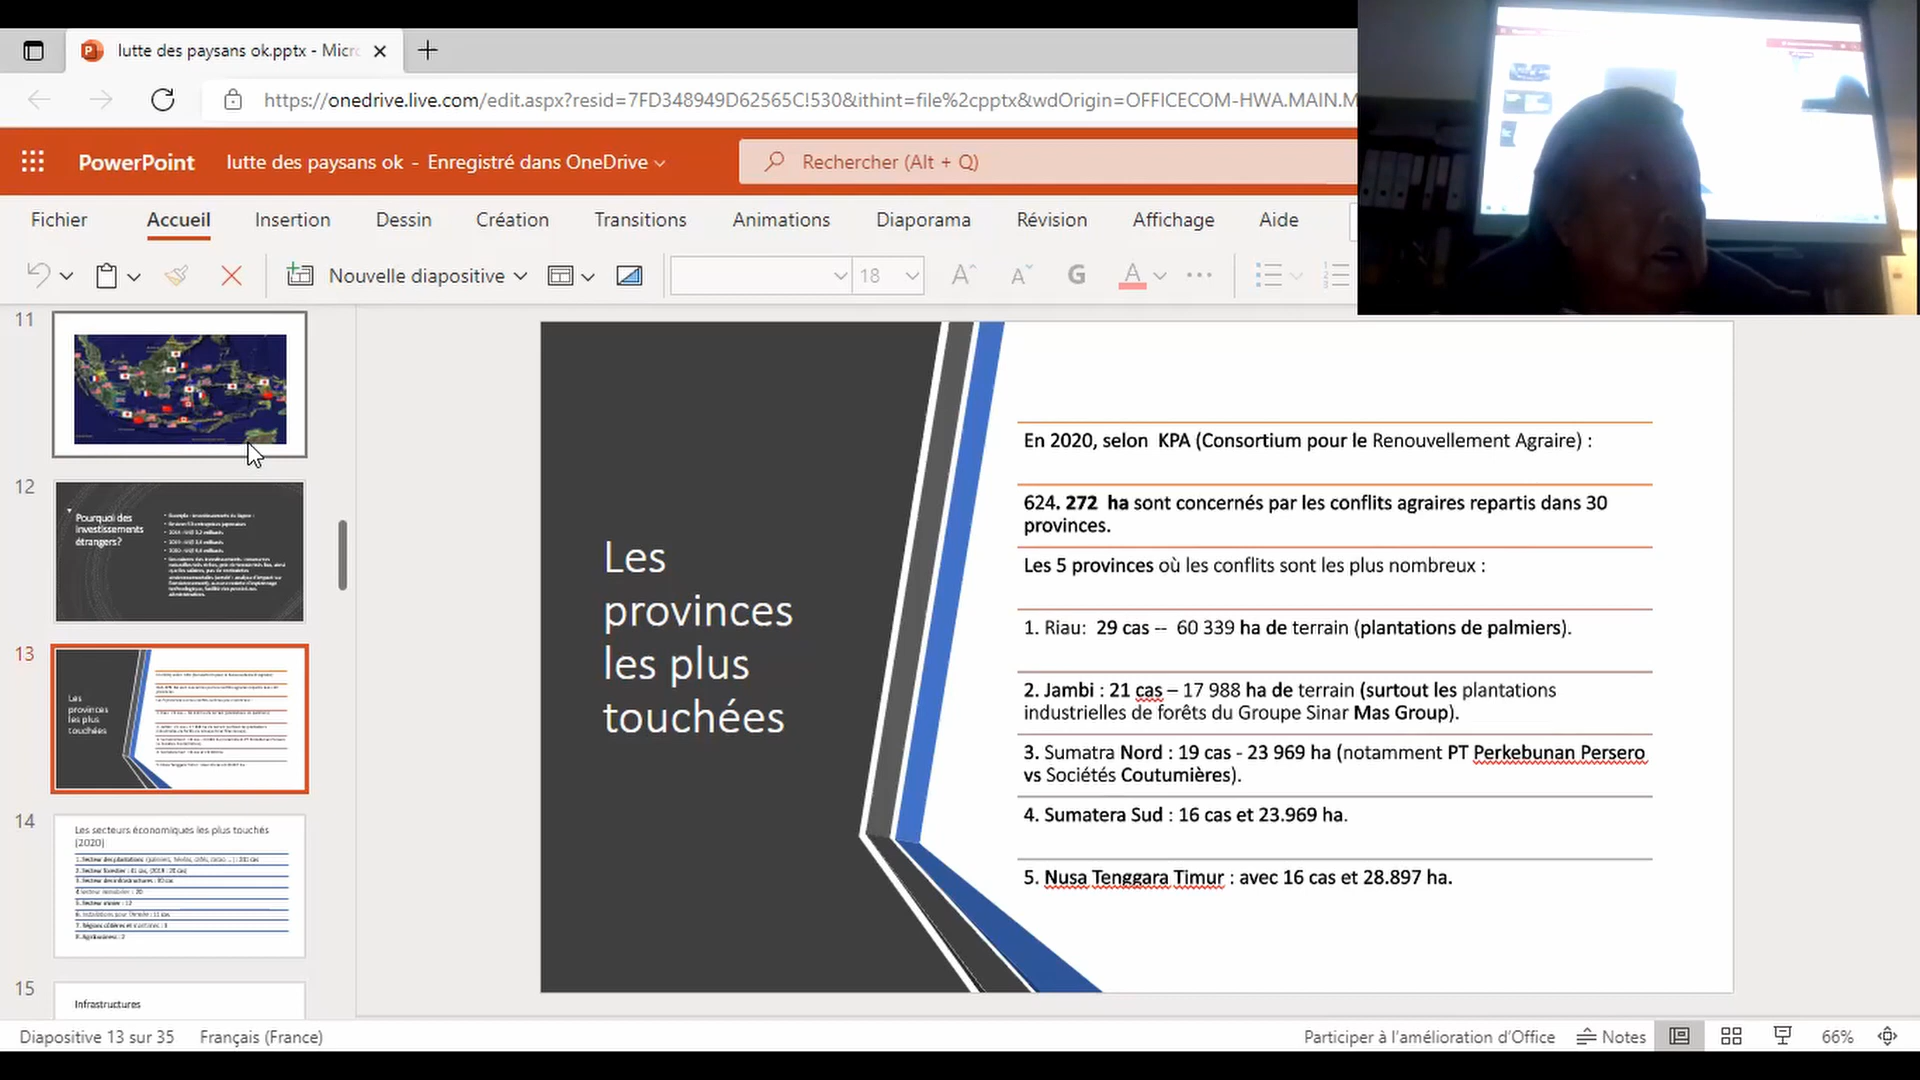 lutte des paysans ok.pptx - Micro
https://onedrive.live.com/edit.aspx?resid=7FD348949D62565C!530&ithint=file%2cpptx&wdOrigin=OFFICECOM-HWA.MAIN.M
PowerPoint
lutte des paysans ok - Enregistré dans OneDrive
Rechercher (Alt + Q)
Fichier
Accueil
Insertion
Dessin
Création
Transitions
Animations
Diaporama
Révision
Affichage
Aide
Nouvelle diapositive
18
G
11
12
Pourquoi des
investissements
étrangers?
13
Les
provinces
les plus
touchées
14
Les secteurs économiques les plus touchés
(2020)
15
Infrastructures
Les
provinces
les plus
touchées
En 2020, selon KPA (Consortium pour le Renouvellement Agraire) :
624. 272 ha sont concernés par les conflits agraires repartis dans 30
provinces.
Les 5 provinces où les conflits sont les plus nombreux :
1. Riau: 29 cas -- 60 339 ha de terrain (plantations de palmiers).
2. Jambi : 21 cas – 17 988 ha de terrain (surtout les plantations
industrielles de forêts du Groupe Sinar Mas Group).
3. Sumatra Nord : 19 cas - 23 969 ha (notamment PT Perkebunan Persero
vs Sociétés Coutumières).
4. Sumatera Sud : 16 cas et 23.969 ha.
5. Nusa Tenggara Timur : avec 16 cas et 28.897 ha.
Diapositive 13 sur 35
Français (France)
Participer à l'amélioration d'Office
Notes
66%